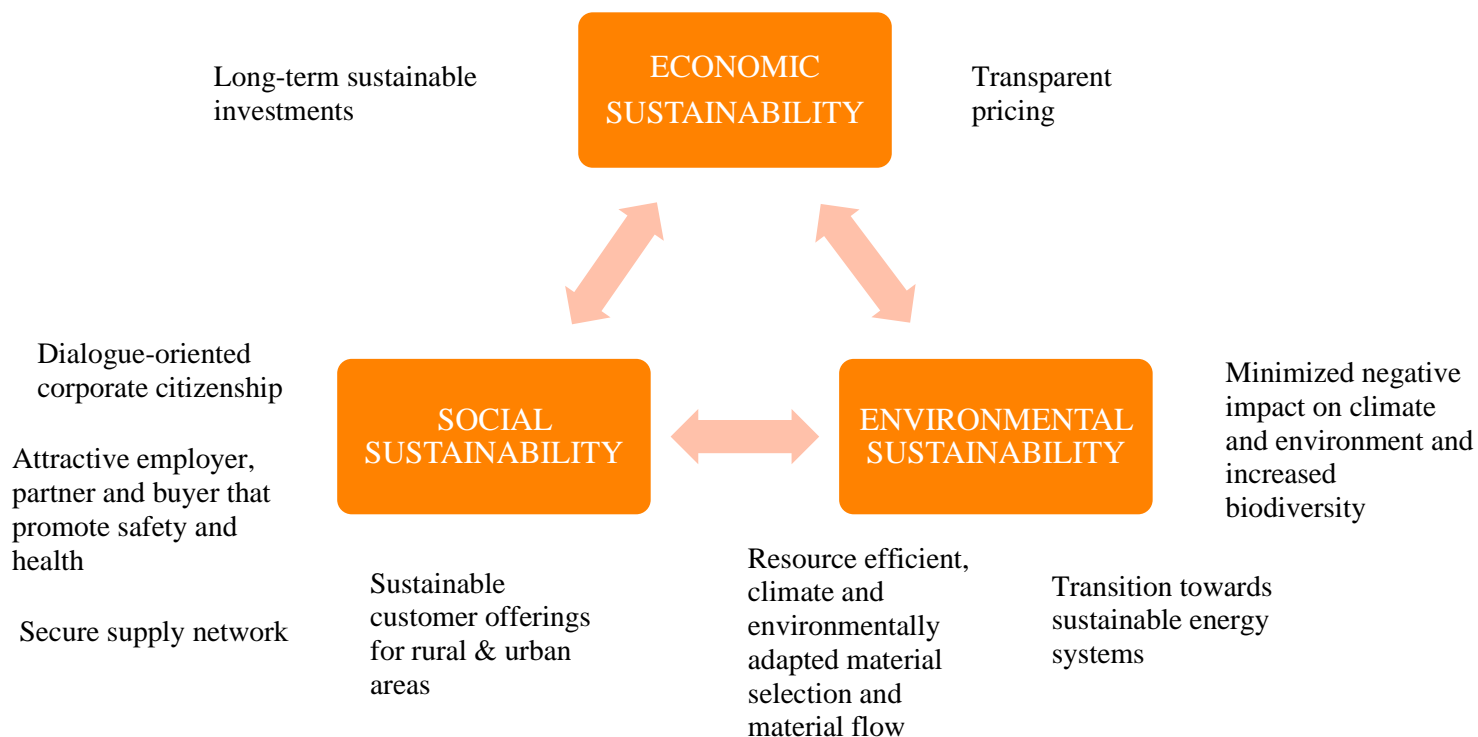 ECONOMIC
SUSTAINABILITY
Long-term sustainable
investments
Transparent
pricing
Dialogue-oriented
corporate citizenship
Attractive employer,
partner and buyer that
promote safety and
health
Secure supply network
SOCIAL
SUSTAINABILITY
Sustainable
customer offerings
for rural & urban
areas
ENVIRONMENTAL
SUSTAINABILITY
Resource efficient,
climate and
environmentally
adapted material
selection and
material flow
Transition towards
sustainable energy
systems
Minimized negative
impact on climate
and environment and
increased
biodiversity